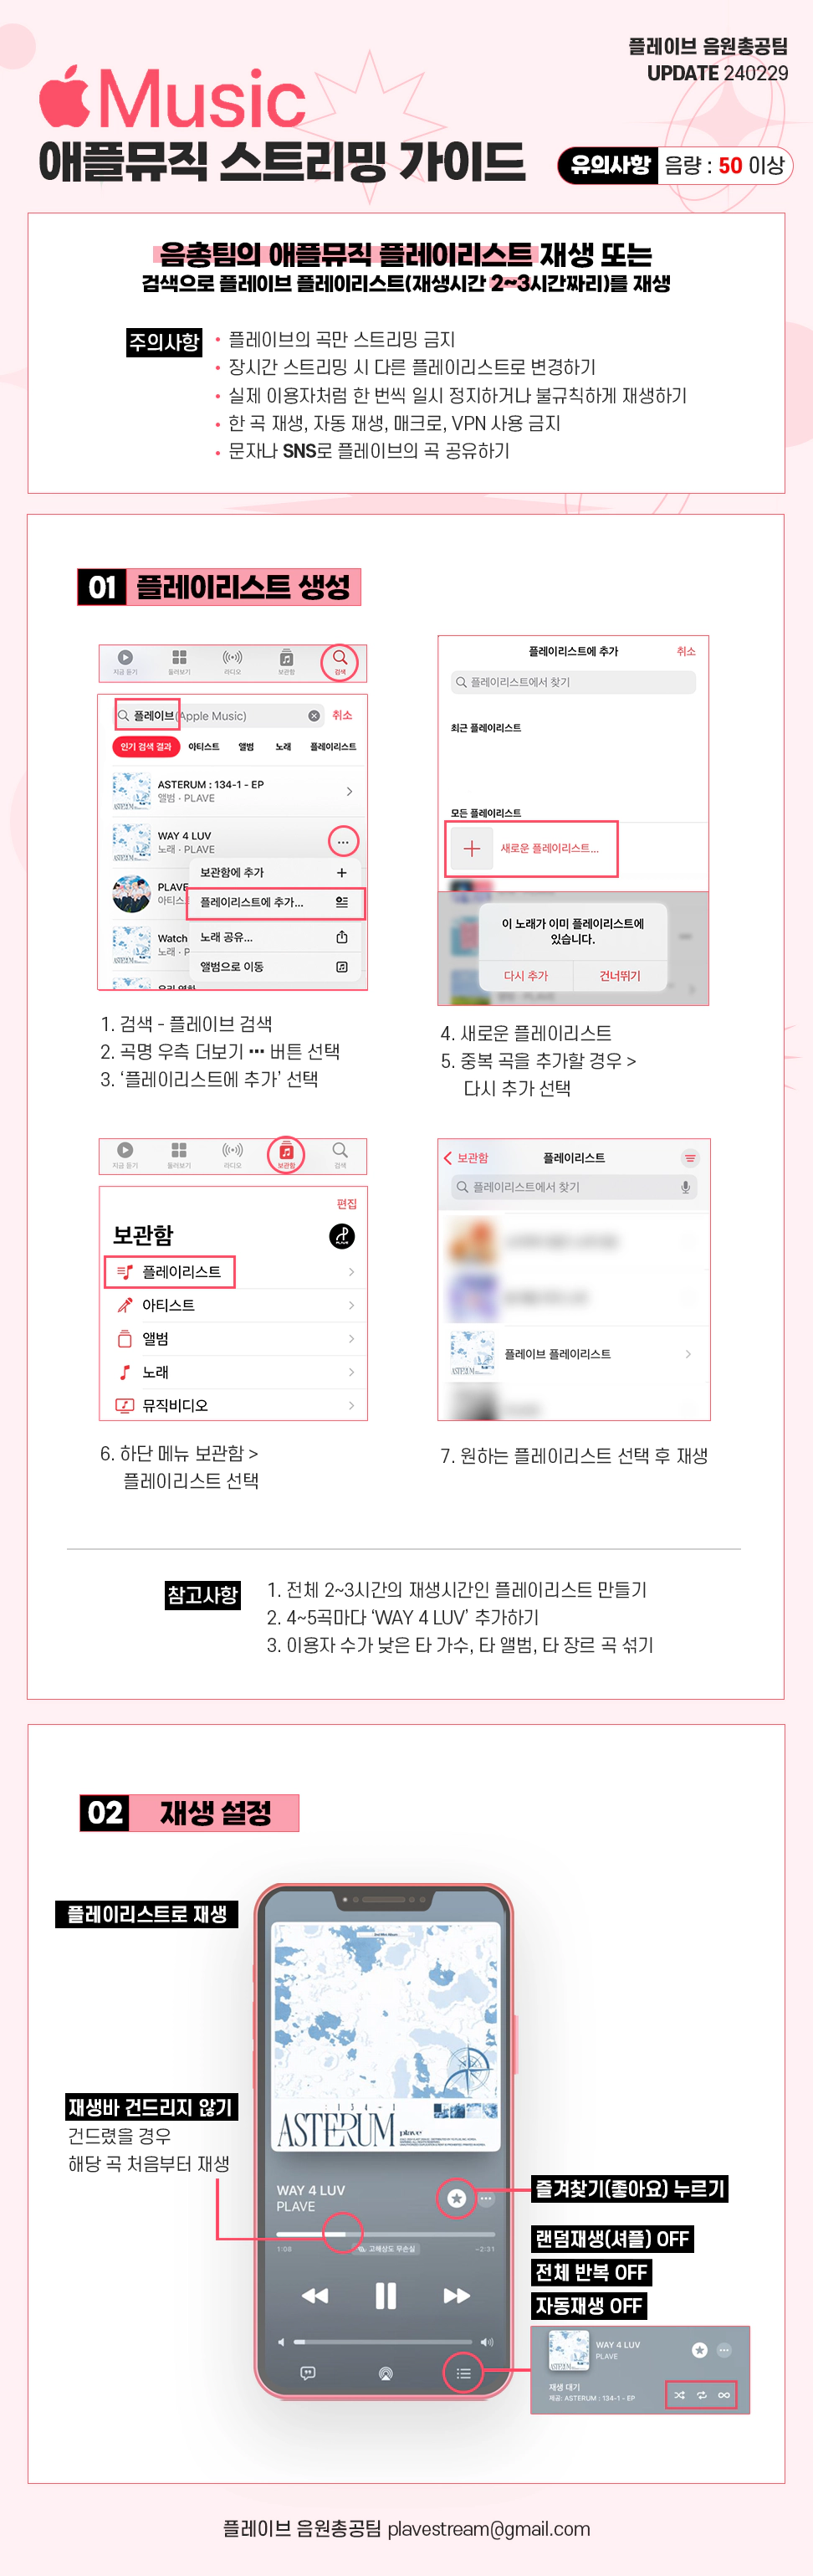 플레이브 음원총공팀
UPDATE 240229
Music
애플뮤직 스트리밍 가이드
유의사항 음량 : 50 이상
음총팀의 애플뮤직 플레이리스트 재생 또는
검색으로 플레이브 플레이리스트(재생시간 2~3시간짜리)를 재생
주의사항
• 플레이브의 곡만 스트리밍 금지
• 장시간 스트리밍 시 다른 플레이리스트로 변경하기
• 실제 이용자처럼 한 번씩 일시 정지하거나 불규칙하게 재생하기
• 한 곡 재생, 자동 재생, 매크로, VPN 사용 금지
• 문자나 SNS로 플레이브의 곡 공유하기
01 플레이리스트 생성
지금 듣기 둘러보기 라디오 보관함 검색
플레이브(Apple Music) 취소
인기 검색 결과 아티스트 앨범 노래 플레이리스트
ASTERUM : 134-1 - EP
앨범 · PLAVE
WAY 4 LUV
노래 · PLAVE
보관함에 추가
PLAVE
아티스
플레이리스트에 추가...
Watch
노래 · P
노래 공유...
앨범으로 이동
1. 검색 - 플레이브 검색
2. 곡명 우측 더보기 ••• 버튼 선택
3. ‘플레이리스트에 추가’ 선택
플레이리스트에 추가 취소
플레이리스트에서 찾기
최근 플레이리스트
모든 플레이리스트
새로운 플레이리스트...
이 노래가 이미 플레이리스트에
있습니다.
다시 추가 건너뛰기
4. 새로운 플레이리스트
5. 중복 곡을 추가할 경우 >
다시 추가 선택
지금 듣기 둘러보기 라디오 보관함 검색
편집
보관함
PLAVE
플레이리스트
아티스트
앨범
노래
뮤직비디오
6. 하단 메뉴 보관함 >
플레이리스트 선택
보관함 플레이리스트
플레이리스트에서 찾기
ASTERUM
플레이브 플레이리스트
7. 원하는 플레이리스트 선택 후 재생
참고사항
1. 전체 2~3시간의 재생시간인 플레이리스트 만들기
2. 4~5곡마다 ‘WAY 4 LUV’ 추가하기
3. 이용자 수가 낮은 타 가수, 타 앨범, 타 장르 곡 섞기
02 재생 설정
플레이리스트로 재생
재생바 건드리지 않기
건드렸을 경우
해당 곡 처음부터 재생
: 134-1
ASTERUM
plave
WAY 4 LUV
PLAVE
1:08 고해상도 무손실 -2:31
즐겨찾기(좋아요) 누르기
랜덤재생(셔플) OFF
전체 반복 OFF
자동재생 OFF
WAY 4 LUV
PLAVE
재생 대기
제공: ASTERUM : 134-1 - EP
플레이브 음원총공팀 plavestream@gmail.com